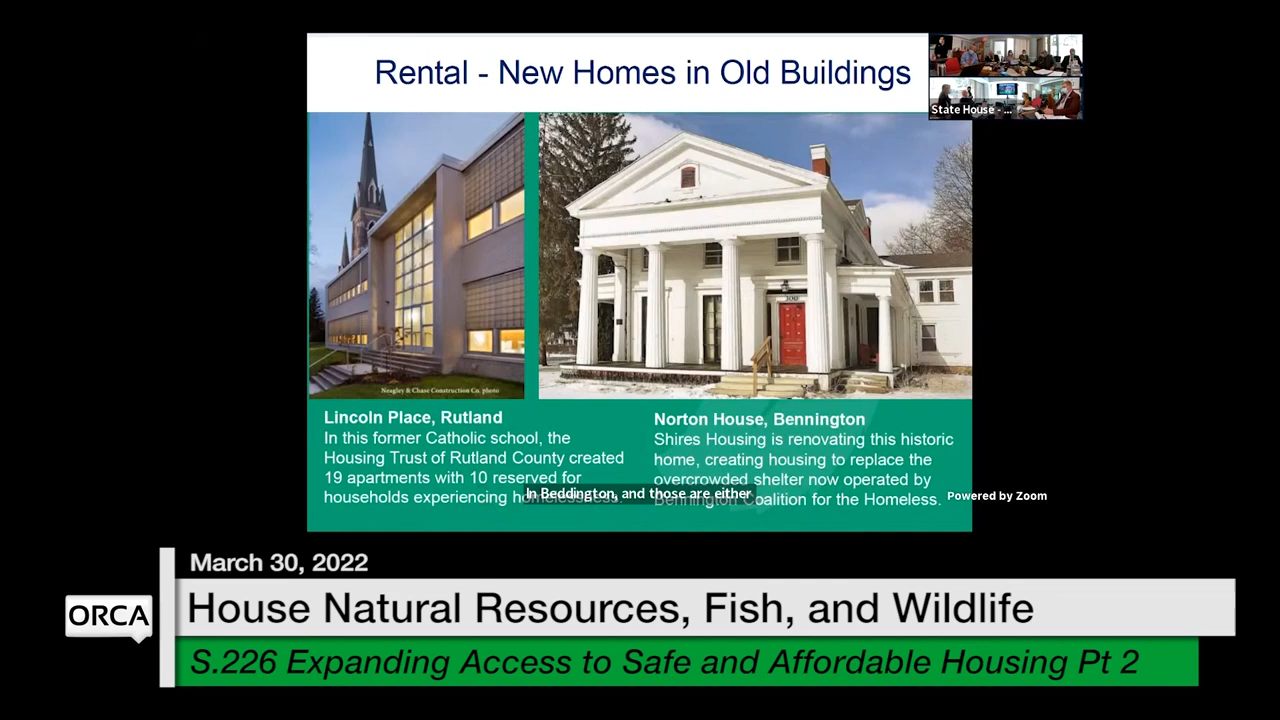 Rental - New Homes in Old Buildings
State House - ...
300
Neagley & Chase Construction Co. photo
Lincoln Place, Rutland
In this former Catholic school, the
Housing Trust of Rutland County created
19 apartments with 10 reserved for
households experiencing homelessness.
Norton House, Bennington
Shires Housing is renovating this historic
home, creating housing to replace the
overcrowded shelter now operated by
Bennington Coalition for the Homeless.
In Beddington, and those are either
Powered by Zoom
March 30, 2022
ORCA
House Natural Resources, Fish, and Wildlife
S.226 Expanding Access to Safe and Affordable Housing Pt 2